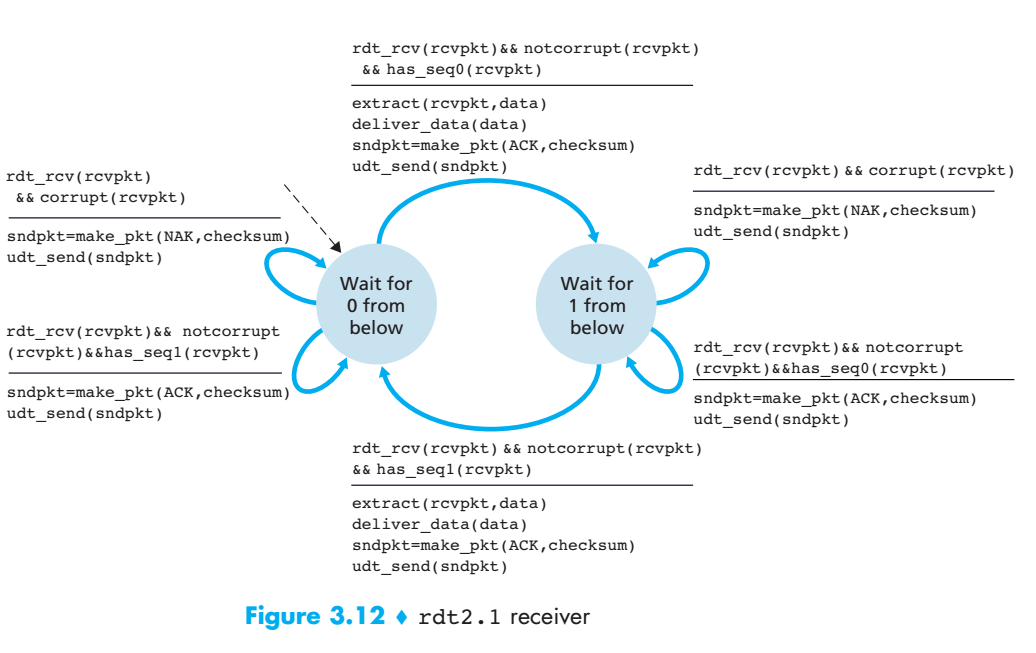 rdt_rcv(rcvpkt)&& notcorrupt(rcvpkt)
&& has_seq0(rcvpkt)
extract(rcvpkt,data)
deliver_data(data)
sndpkt=make_pkt(ACK,checksum)
udt_send(sndpkt)
rdt_rcv(rcvpkt)
&& corrupt(rcvpkt)
sndpkt=make_pkt(NAK,checksum)
udt_send(sndpkt)
rdt_rcv(rcvpkt) && corrupt(rcvpkt)
sndpkt=make_pkt(NAK,checksum)
udt_send(sndpkt)
Wait for
0 from
below
Wait for
1 from
below
rdt_rcv(rcvpkt)&& notcorrupt
(rcvpkt)&&has_seq1(rcvpkt)
sndpkt=make_pkt(ACK,checksum)
udt_send(sndpkt)
rdt_rcv(rcvpkt)&& notcorrupt
(rcvpkt)&&has_seq0(rcvpkt)
sndpkt=make_pkt(ACK,checksum)
udt_send(sndpkt)
rdt_rcv(rcvpkt) && notcorrupt(rcvpkt)
&& has_seq1(rcvpkt)
extract(rcvpkt,data)
deliver_data(data)
sndpkt=make_pkt(ACK,checksum)
udt_send(sndpkt)
Figure 3.12 ♦ rdt2.1 receiver